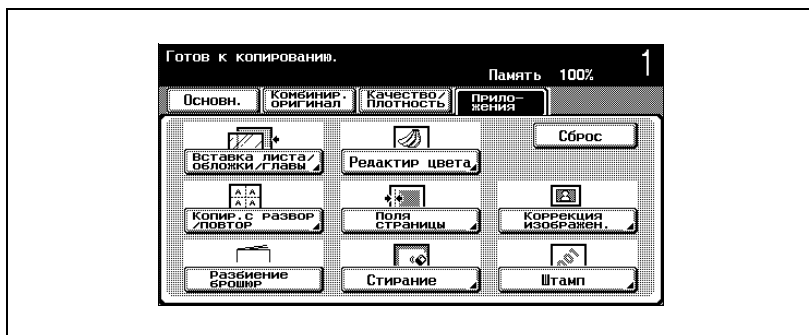 Готов к копированию.
1
Память 100%
Основн.
Комбинир.
оригинал
Качество/
Плотность
Прило-
жения
Сброс
Вставка листа/
обложки/главы
Редактир цвета
А А
А А
Копир.с развор
/повтор
Поля
страницы
Коррекция
изображен.
001
Разбиение
брошюр
Стирание
Штамп